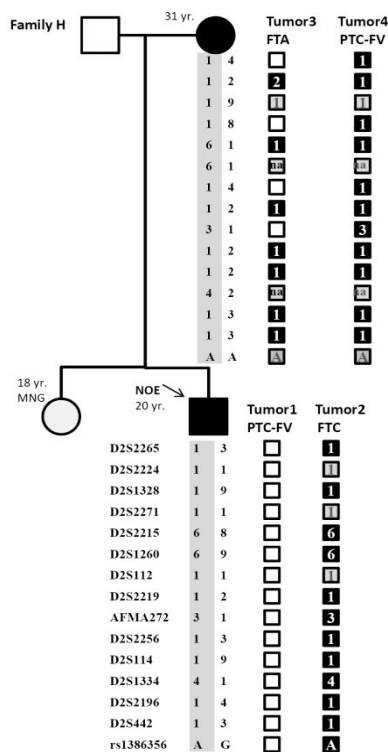 Family H
31 yr.
Tumor3 Tumor4
FTA PTC-FV
1 4 1
1 2 2 1
1 9 1 1
1 8 1
6 1 1 1
6 1 na na
1 4 1
1 2 1 1
3 1 3
1 2 1 1
1 2 1 1
4 2 na na
1 3 1 1
1 3 1 1
A A A A
18 yr.
MNG
NOE
20 yr.
Tumor1 Tumor2
PTC-FV FTC
D2S2265 1 3 1
D2S2224 1 1 1
D2S1328 1 9 1
D2S2271 1 1 1
D2S2215 6 8 6
D2S1260 6 9 6
D2S112 1 1 1
D2S2219 1 2 1
AFMA272 3 1 3
D2S2256 1 3 1
D2S114 1 9 1
D2S1334 4 1 4
D2S2196 1 4 1
D2S442 1 3 1
rs1386356 A G A